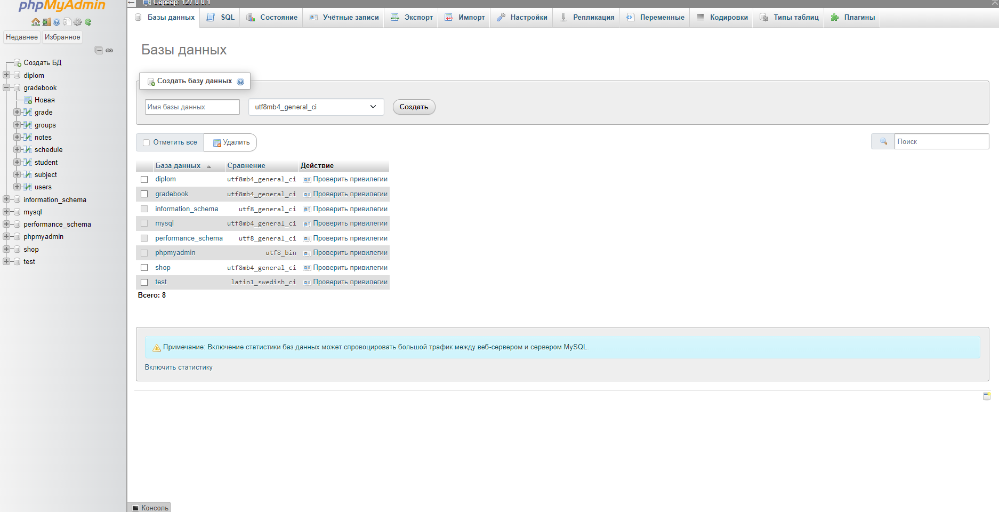 phpMyAdmin
Недавнее Избранное
Создать БД
diplom
gradebook
Новая
grade
groups
notes
schedule
student
subject
users
information_schema
mysql
performance_schema
phpmyadmin
shop
test
Сервер: 127.0.0.1
Базы данных SQL Состояние Учётные записи Экспорт Импорт Настройки Репликация Переменные Кодировки Типы таблиц Плагины
Базы данных
Создать базу данных
Имя базы данных utf8mb4_general_ci Создать
Отметить все Удалить Поиск
База данных Сравнение Действие
diplom utf8mb4_general_ci Проверить привилегии
gradebook utf8mb4_general_ci Проверить привилегии
information_schema utf8_general_ci Проверить привилегии
mysql utf8mb4_general_ci Проверить привилегии
performance_schema utf8_general_ci Проверить привилегии
phpmyadmin utf8_bin Проверить привилегии
shop utf8mb4_general_ci Проверить привилегии
test latin1_swedish_ci Проверить привилегии
Всего: 8
Примечание: Включение статистики баз данных может спровоцировать большой трафик между веб-сервером и сервером MySQL.
Включить статистику
Консоль